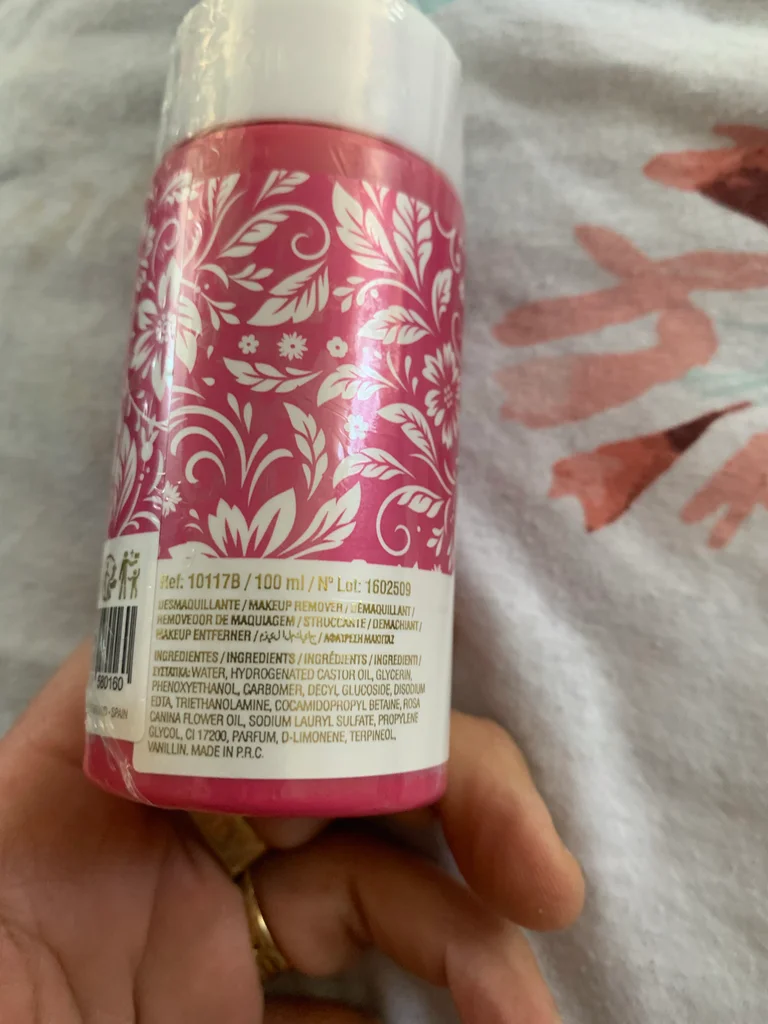 Ref: 10117B / 100 ml / Nº Lot: 1602509
DESMAQUILLANTE / MAKEUP REMOVER / DÉMAQUILLANT /
REMOVEDOR DE MAQUIAGEM / STRUCCANTE / DEMACHIANT /
MAKEUP ENTFERNER / مزيل المكياج / ΑΦΑΙΡΕΣΗ ΜΑΚΙΓΙΑΖ
INGREDIENTES / INGREDIENTS / INGRÉDIENTS / INGREDIENTI /
ΣΥΣΤΑΤΙΚΑ: WATER, HYDROGENATED CASTOR OIL, GLYCERIN,
PHENOXYETHANOL, CARBOMER, DECYL GLUCOSIDE, DISODIUM
EDTA, TRIETHANOLAMINE, COCAMIDOPROPYL BETAINE, ROSA
CANINA FLOWER OIL, SODIUM LAURYL SULFATE, PROPYLENE
GLYCOL, CI 17200, PARFUM, D-LIMONENE, TERPINEOL,
VANILLIN. MADE IN P.R.C.
580160
- SPAIN